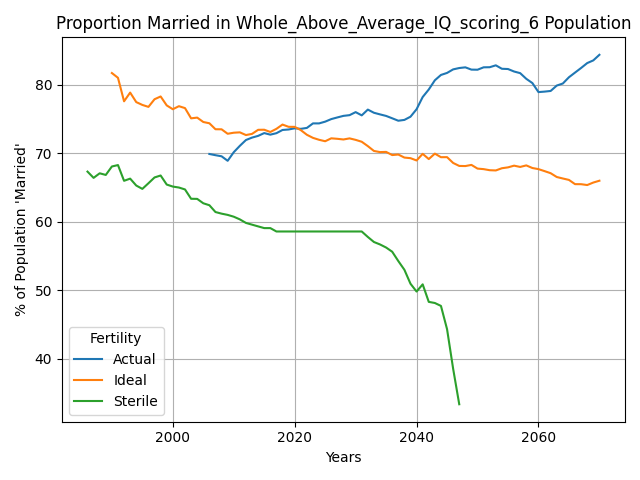 Proportion Married in Whole_Above_Average_IQ_scoring_6 Population
% of Population 'Married'
80
70
60
50
40
Fertility
Actual
Ideal
Sterile
2000
2020
2040
2060
Years